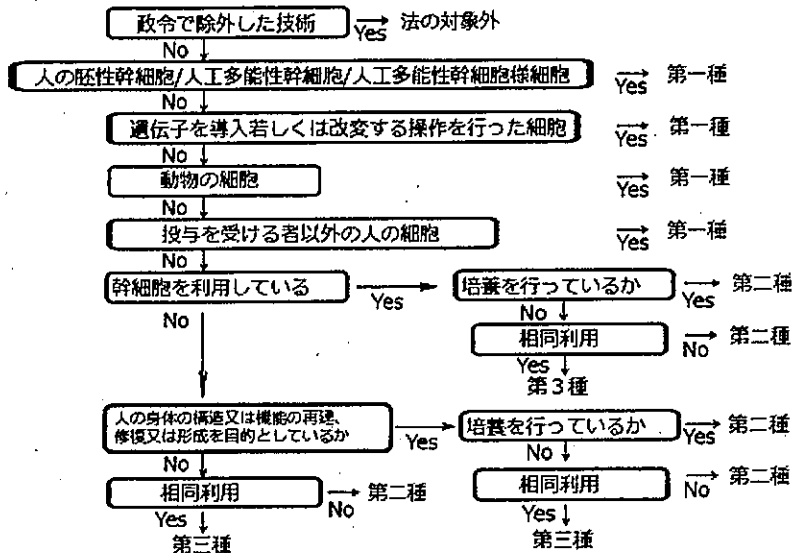 政令で除外した技術 Yes 法の対象外
No
人の胚性幹細胞/人工多能性幹細胞/人工多能性幹細胞様細胞 Yes 第一種
No
遺伝子を導入若しくは改変する操作を行った細胞 Yes 第一種
No
動物の細胞 Yes 第一種
No
投与を受ける者以外の人の細胞 Yes 第一種
No
幹細胞を利用している Yes 培養を行っているか Yes 第二種
No No
相同利用 No 第二種
Yes
第3種
人の身体の構造又は機能の再建、
修復又は形成を目的としているか Yes 培養を行っているか Yes 第二種
No No
相同利用 No 第二種 相同利用 No 第二種
Yes Yes
第三種 第三種